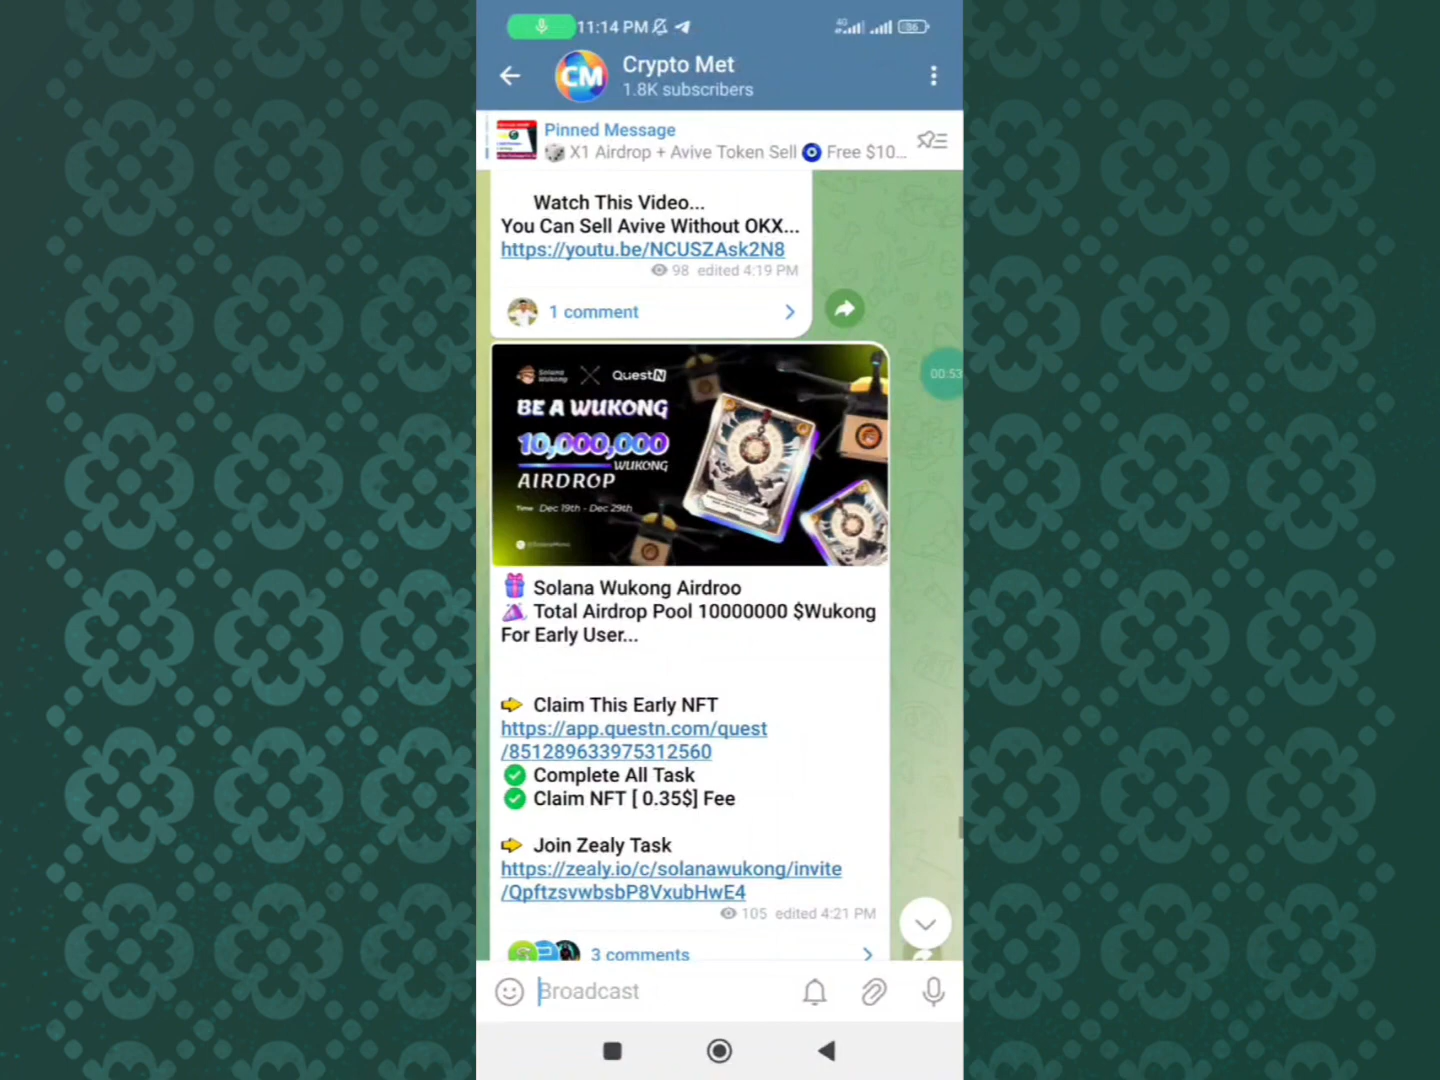 11:14 PM
4G
86
CM
Crypto Met
1.8K subscribers
Pinned Message
X1 Airdrop + Avive Token Sell Free $10...
Watch This Video...
You Can Sell Avive Without OKX...
https://youtu.be/NCUSZAsk2N8
98 edited 4:19 PM
1 comment
00:53
Solana
Wukong
QuestN
BE A WUKONG
10,000,000
WUKONG
AIRDROP
Time Dec 19th - Dec 29th
Solana Wukong Airdroo
Total Airdrop Pool 10000000 $Wukong
For Early User...
Claim This Early NFT
https://app.questn.com/quest
/851289633975312560
Complete All Task
Claim NFT [ 0.35$] Fee
Join Zealy Task
https://zealy.io/c/solanawukong/invite
/QpftzsvwbsbP8VxubHwE4
105 edited 4:21 PM
3 comments
Broadcast